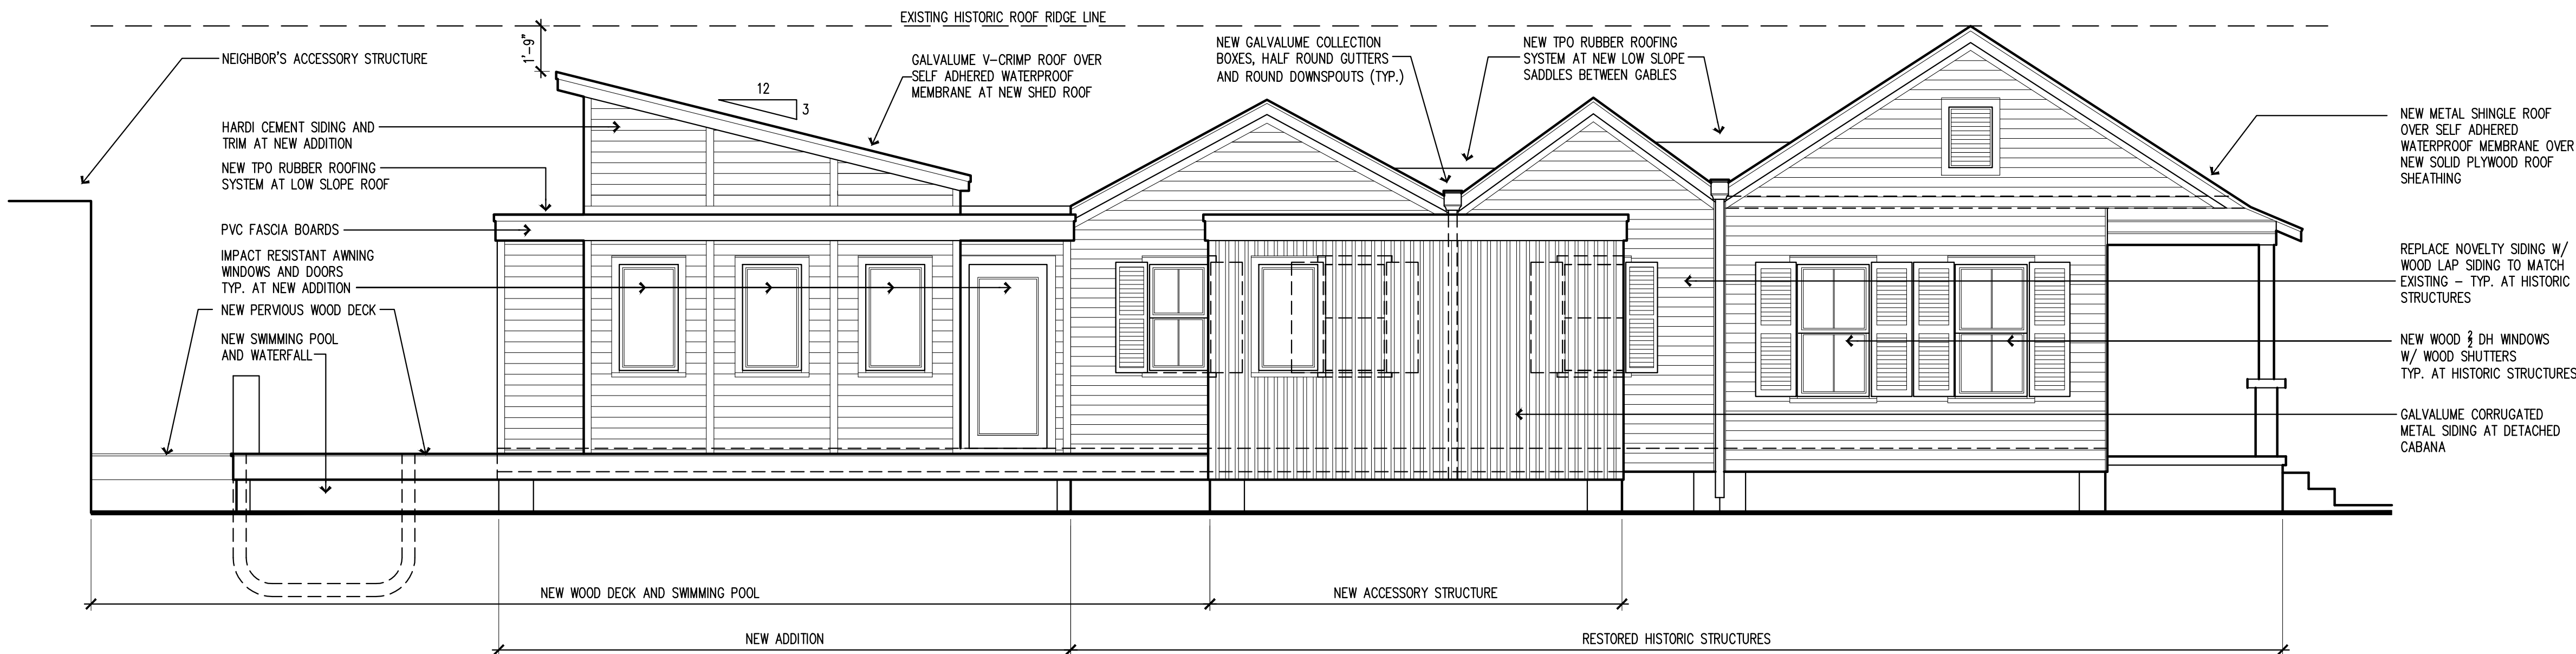 EXISTING HISTORIC ROOF RIDGE LINE
1'-9"
NEIGHBOR'S ACCESSORY STRUCTURE
GALVALUME V-CRIMP ROOF OVER
SELF ADHERED WATERPROOF
MEMBRANE AT NEW SHED ROOF
NEW GALVALUME COLLECTION
BOXES, HALF ROUND GUTTERS
AND ROUND DOWNSPOUTS (TYP.)
NEW TPO RUBBER ROOFING
SYSTEM AT NEW LOW SLOPE
SADDLES BETWEEN GABLES
12
3
HARDI CEMENT SIDING AND
TRIM AT NEW ADDITION
NEW TPO RUBBER ROOFING
SYSTEM AT LOW SLOPE ROOF
PVC FASCIA BOARDS
IMPACT RESISTANT AWNING
WINDOWS AND DOORS
TYP. AT NEW ADDITION
NEW PERVIOUS WOOD DECK
NEW SWIMMING POOL
AND WATERFALL
NEW METAL SHINGLE ROOF
OVER SELF ADHERED
WATERPROOF MEMBRANE OVER
NEW SOLID PLYWOOD ROOF
SHEATHING
REPLACE NOVELTY SIDING W/
WOOD LAP SIDING TO MATCH
EXISTING - TYP. AT HISTORIC
STRUCTURES
NEW WOOD 2/2 DH WINDOWS
W/ WOOD SHUTTERS
TYP. AT HISTORIC STRUCTURES
GALVALUME CORRUGATED
METAL SIDING AT DETACHED
CABANA
NEW WOOD DECK AND SWIMMING POOL
NEW ACCESSORY STRUCTURE
NEW ADDITION
RESTORED HISTORIC STRUCTURES